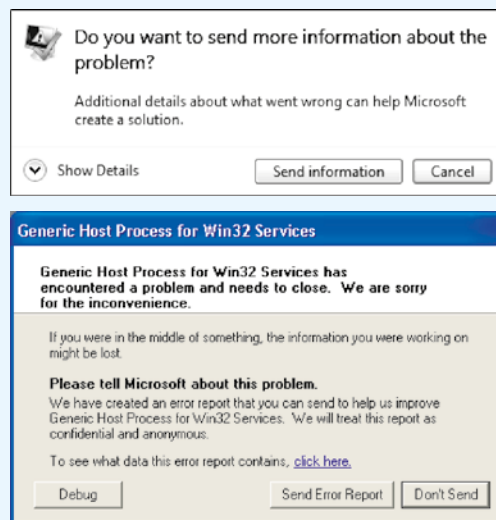 Do you want to send more information about the
problem?
Additional details about what went wrong can help Microsoft
create a solution.
Show Details
Send information
Cancel
Generic Host Process for Win32 Services
Generic Host Process for Win32 Services has
encountered a problem and needs to close. We are sorry
for the inconvenience.
If you were in the middle of something, the information you were working on
might be lost.
Please tell Microsoft about this problem.
We have created an error report that you can send to help us improve
Generic Host Process for Win32 Services. We will treat this report as
confidential and anonymous.
To see what data this error report contains, click here.
Debug
Send Error Report
Don't Send